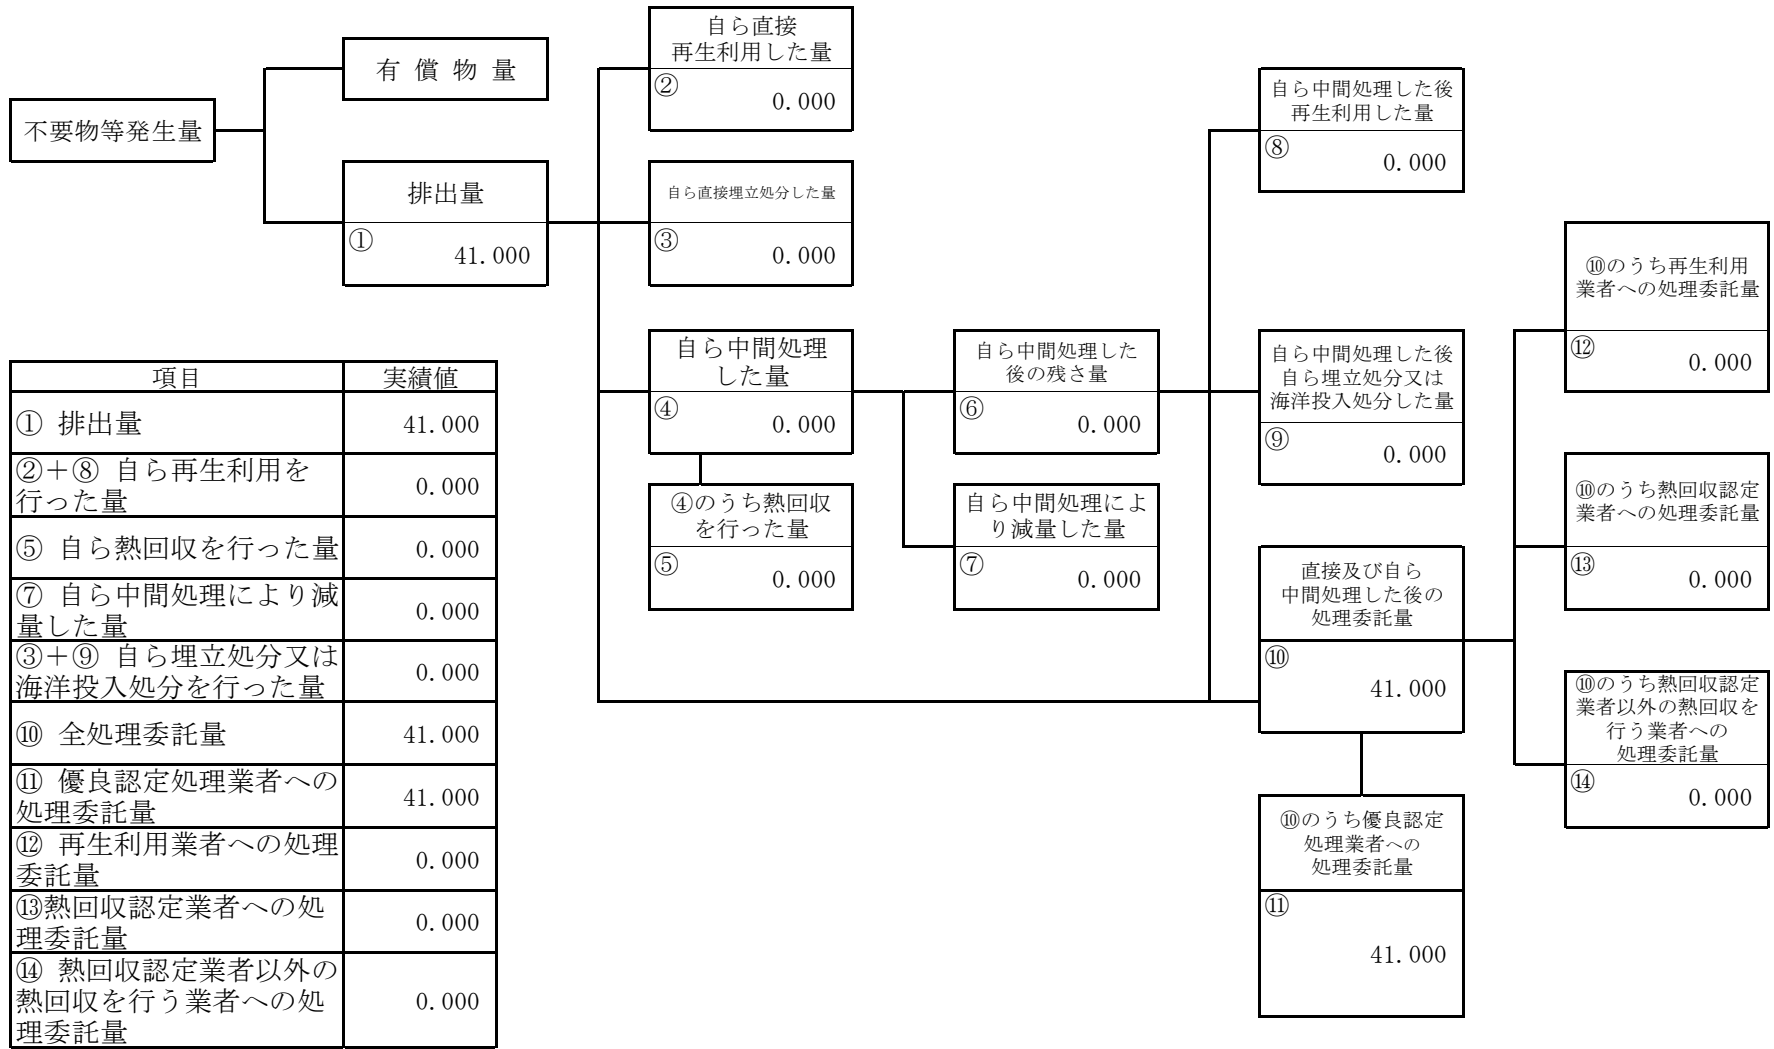 不要物等発生量
有 償 物 量
排出量
①
41.000
自ら直接
再生利用した量
②
0.000
自ら直接埋立処分した量
③
0.000
自ら中間処理
した量
④
0.000
④のうち熱回収
を行った量
⑤
0.000
自ら中間処理した
後の残さ量
⑥
0.000
自ら中間処理によ
り減量した量
⑦
0.000
自ら中間処理した後
再生利用した量
⑧
0.000
自ら中間処理した後
自ら埋立処分又は
海洋投入処分した量
⑨
0.000
直接及び自ら
中間処理した後の
処理委託量
⑩
41.000
⑩のうち優良認定
処理業者への
処理委託量
⑪
41.000
⑩のうち再生利用
業者への処理委託量
⑫
0.000
⑩のうち熱回収認定
業者への処理委託量
⑬
0.000
⑩のうち熱回収認定
業者以外の熱回収を
行う業者への
処理委託量
⑭
0.000
項目 実績値
① 排出量 41.000
②＋⑧ 自ら再生利用を
行った量 0.000
⑤ 自ら熱回収を行った量 0.000
⑦ 自ら中間処理により減
量した量 0.000
③＋⑨ 自ら埋立処分又は
海洋投入処分を行った量 0.000
⑩ 全処理委託量 41.000
⑪ 優良認定処理業者への
処理委託量 41.000
⑫ 再生利用業者への処理
委託量 0.000
⑬熱回収認定業者への処
理委託量 0.000
⑭ 熱回収認定業者以外の
熱回収を行う業者への処
理委託量 0.000